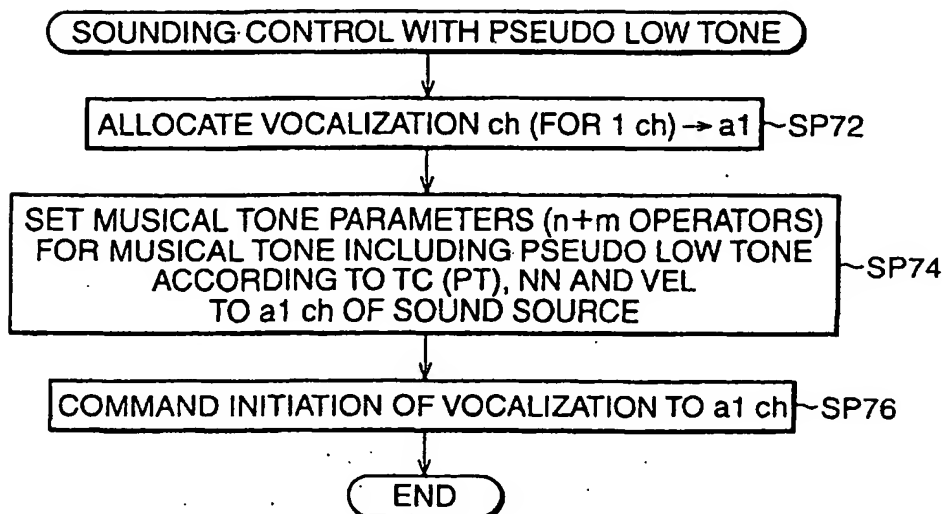 SOUNDING CONTROL WITH PSEUDO LOW TONE
ALLOCATE VOCALIZATION ch (FOR 1 ch) → a1
SP72
SET MUSICAL TONE PARAMETERS (n+m OPERATORS)
FOR MUSICAL TONE INCLUDING PSEUDO LOW TONE
ACCORDING TO TC (PT), NN AND VEL
TO a1 ch OF SOUND SOURCE
SP74
COMMAND INITIATION OF VOCALIZATION TO a1 ch
SP76
END